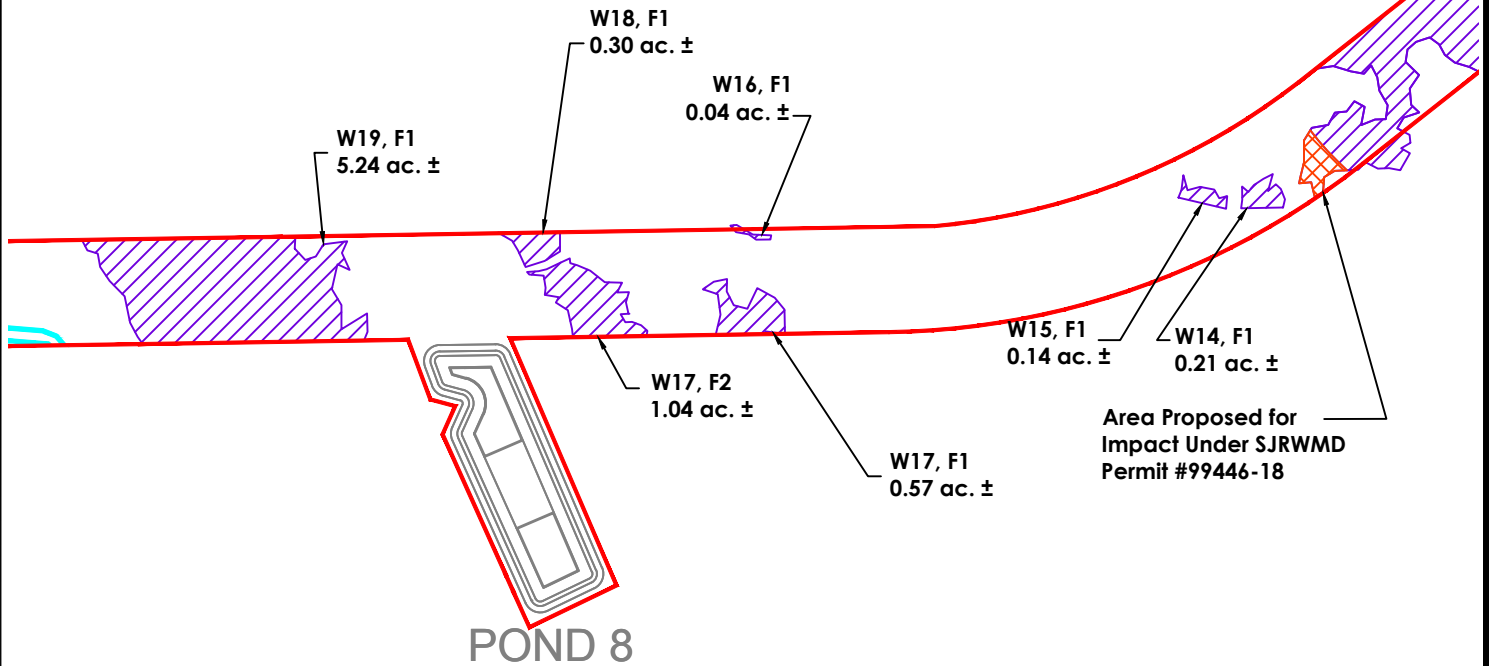 W18, F1
0.30 ac. ±
W16, F1
0.04 ac. ±
W19, F1
5.24 ac. ±
W15, F1
0.14 ac. ±
W14, F1
0.21 ac. ±
W17, F2
1.04 ac. ±
Area Proposed for
Impact Under SJRWMD
Permit #99446-18
W17, F1
0.57 ac. ±
POND 8